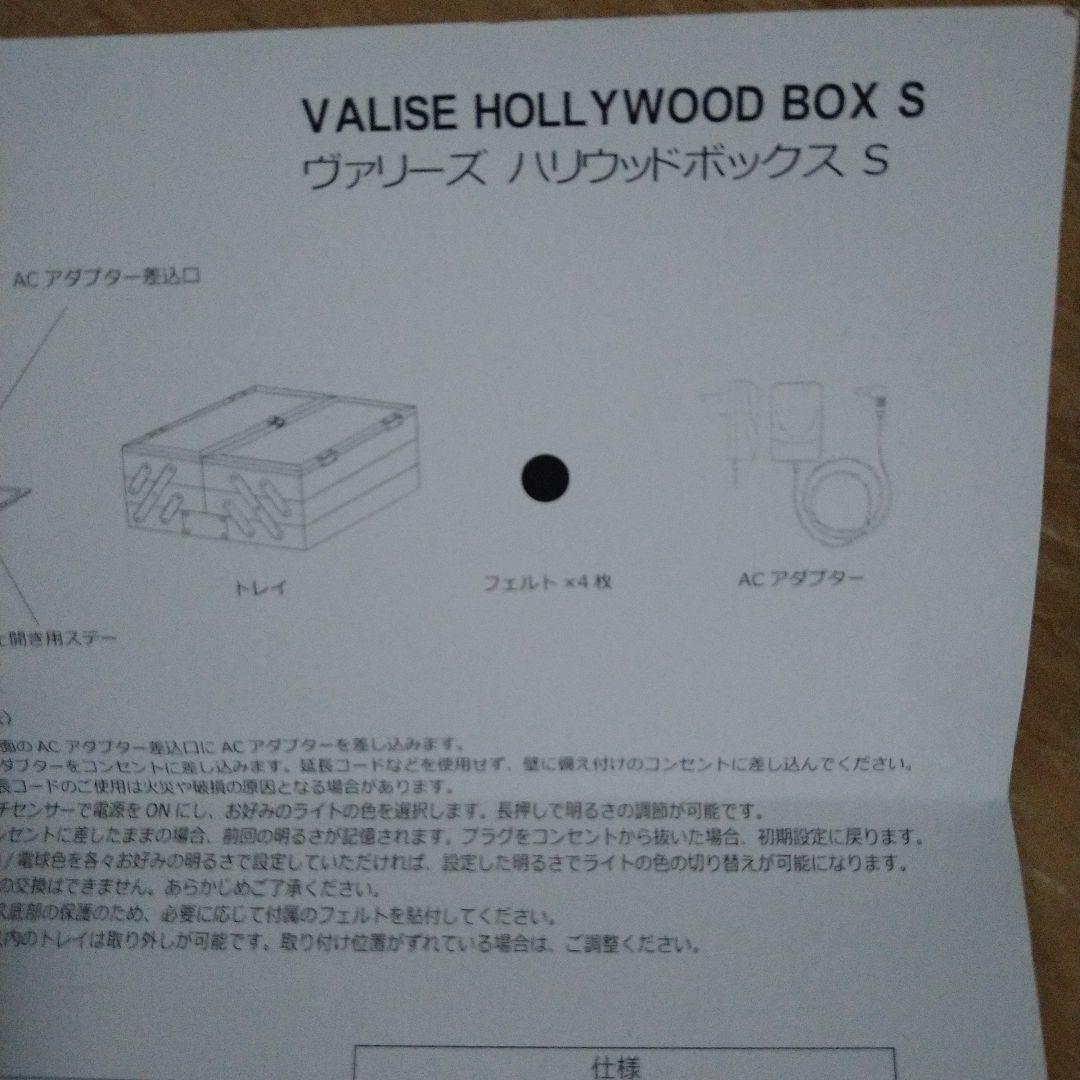 VALISE HOLLYWOOD BOX S
ヴァリーズ ハリウッドボックス S
AC アダプター差込口
トレイ
フェルト ×4 枚
AC アダプター
開き用ステー
面の AC アダプター差込口に AC アダプターを差し込みます。
ダプターをコンセントに差し込みます。延長コードなどを使用せず、壁に備え付けのコンセントに差し込んでください。
長コードのご使用は火災や破損の原因となる場合があります。
チセンサーで電源を ON にし、お好みのライトの色を選択します。長押しで明るさの調節が可能です。
ンセントに差したままの場合、前回の明るさが記憶されます。プラグをコンセントから抜いた場合、初期設定に戻ります。
/ 電球色を各々お好みの明るさで設定していただければ、設定した明るさでライトの色の切り替えが可能になります。
の交換はできません。あらかじめご了承ください。
底部の保護のため、必要に応じて付属のフェルトを貼付してください。
内のトレイは取り外しが可能です。取り付け位置がずれている場合は、ご調整ください。
仕様